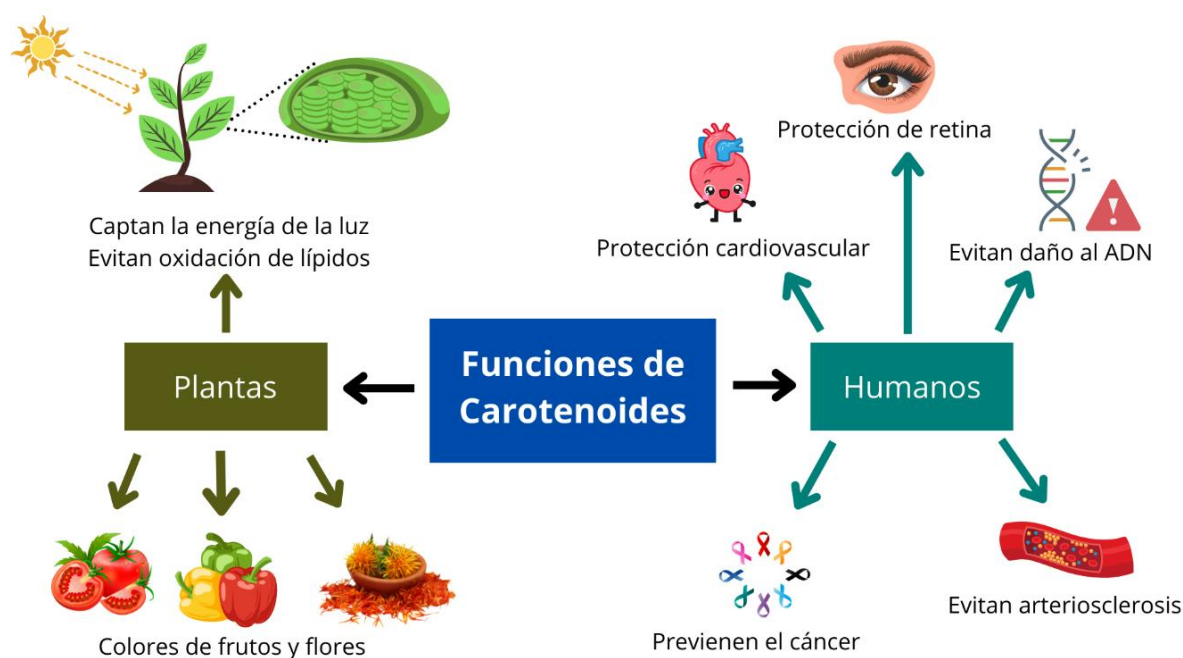 Protección de retina
Captan la energía de la luz
Evitan oxidación de lípidos
Protección cardiovascular
Evitan daño al ADN
Plantas
Funciones de
Carotenoides
Humanos
Colores de frutos y flores
Previenen el cáncer
Evitan arteriosclerosis